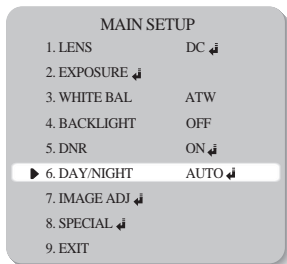 MAIN SETUP
1. LENS DC ↲
2. EXPOSURE ↲
3. WHITE BAL ATW
4. BACKLIGHT OFF
5. DNR ON ↲
▶ 6. DAY/NIGHT AUTO ↲
7. IMAGE ADJ ↲
8. SPECIAL ↲
9. EXIT